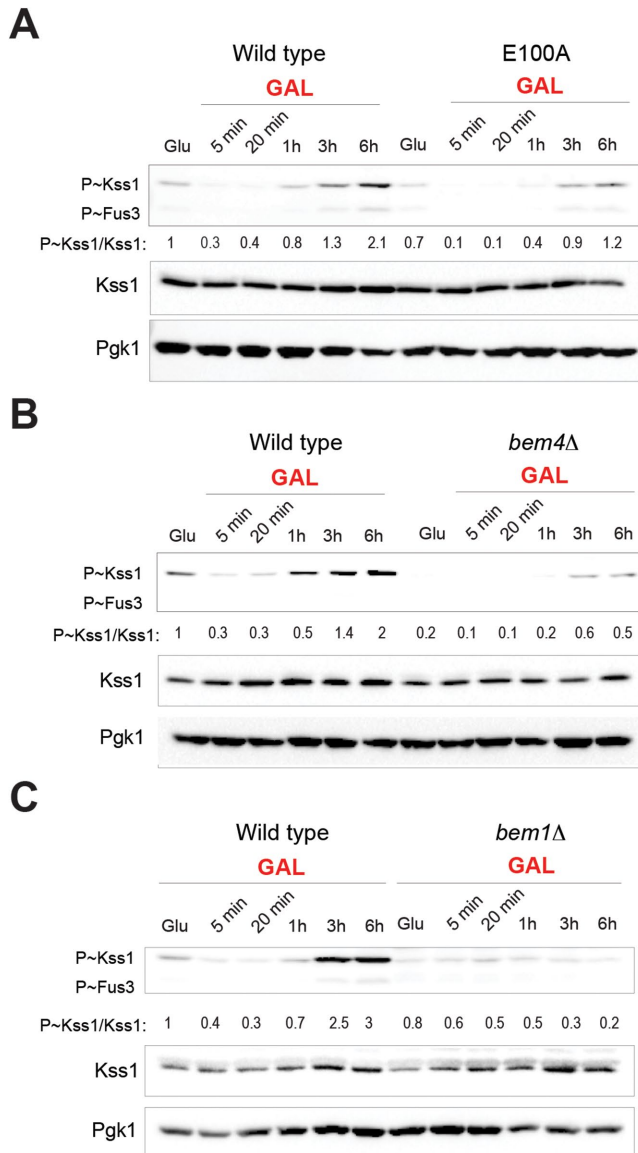 A
Wild type E100A
GAL GAL
Glu 5 min 20 min 1h 3h 6h Glu 5 min 20 min 1h 3h 6h
P~Kss1
P~Fus3
P~Kss1/Kss1: 1 0.3 0.4 0.8 1.3 2.1 0.7 0.1 0.1 0.4 0.9 1.2
Kss1
Pgk1
B
Wild type bem4Δ
GAL GAL
Glu 5 min 20 min 1h 3h 6h Glu 5 min 20 min 1h 3h 6h
P~Kss1
P~Fus3
P~Kss1/Kss1: 1 0.3 0.3 0.5 1.4 2 0.2 0.1 0.1 0.2 0.6 0.5
Kss1
Pgk1
C
Wild type bem1Δ
GAL GAL
Glu 5 min 20 min 1h 3h 6h Glu 5 min 20 min 1h 3h 6h
P~Kss1
P~Fus3
P~Kss1/Kss1: 1 0.4 0.3 0.7 2.5 3 0.8 0.6 0.5 0.5 0.3 0.2
Kss1
Pgk1